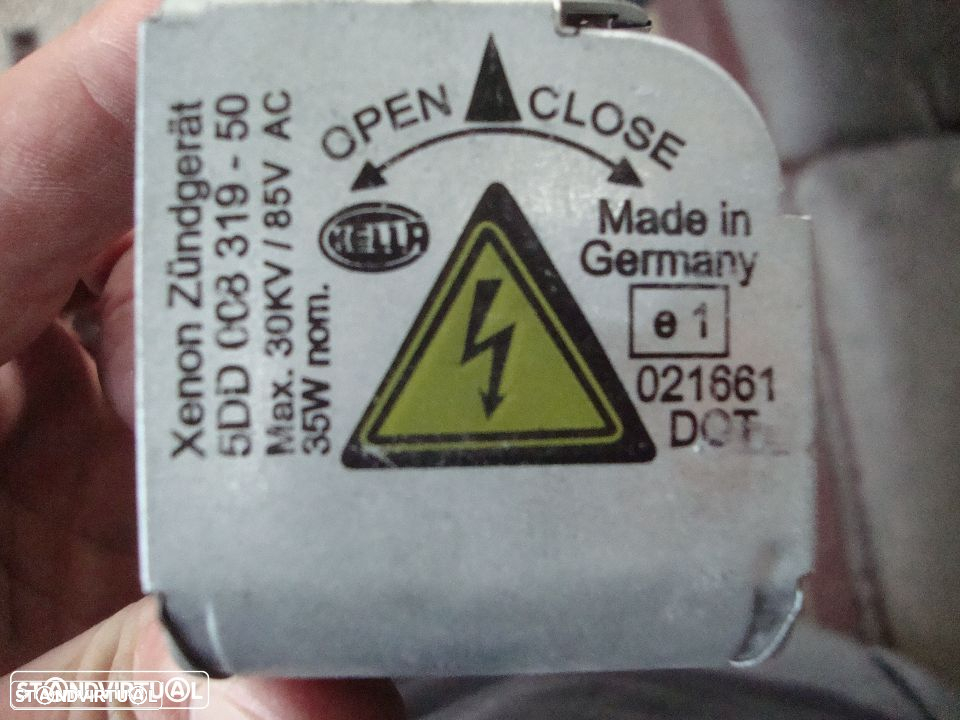 Xenon Zündgerät
5DD 008 319 - 50
Max. 30KV / 85V AC
35W nom.
OPEN CLOSE
HELLA
Made in
Germany
e 1
021661
DOT
STANDVIRTUAL
STANDVIRTUAL